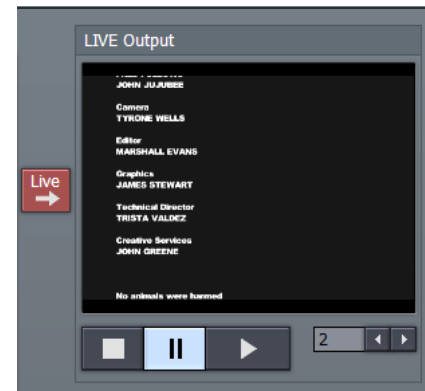 LIVE Output
JOHN JUJUBEE
Camera
TYRONE WELLS
Editor
MARSHALL EVANS
Graphics
JAMES STEWART
Technical Director
TRISTA VALDEZ
Creative Services
JOHN GREENE
No animals were harmed
Live
2